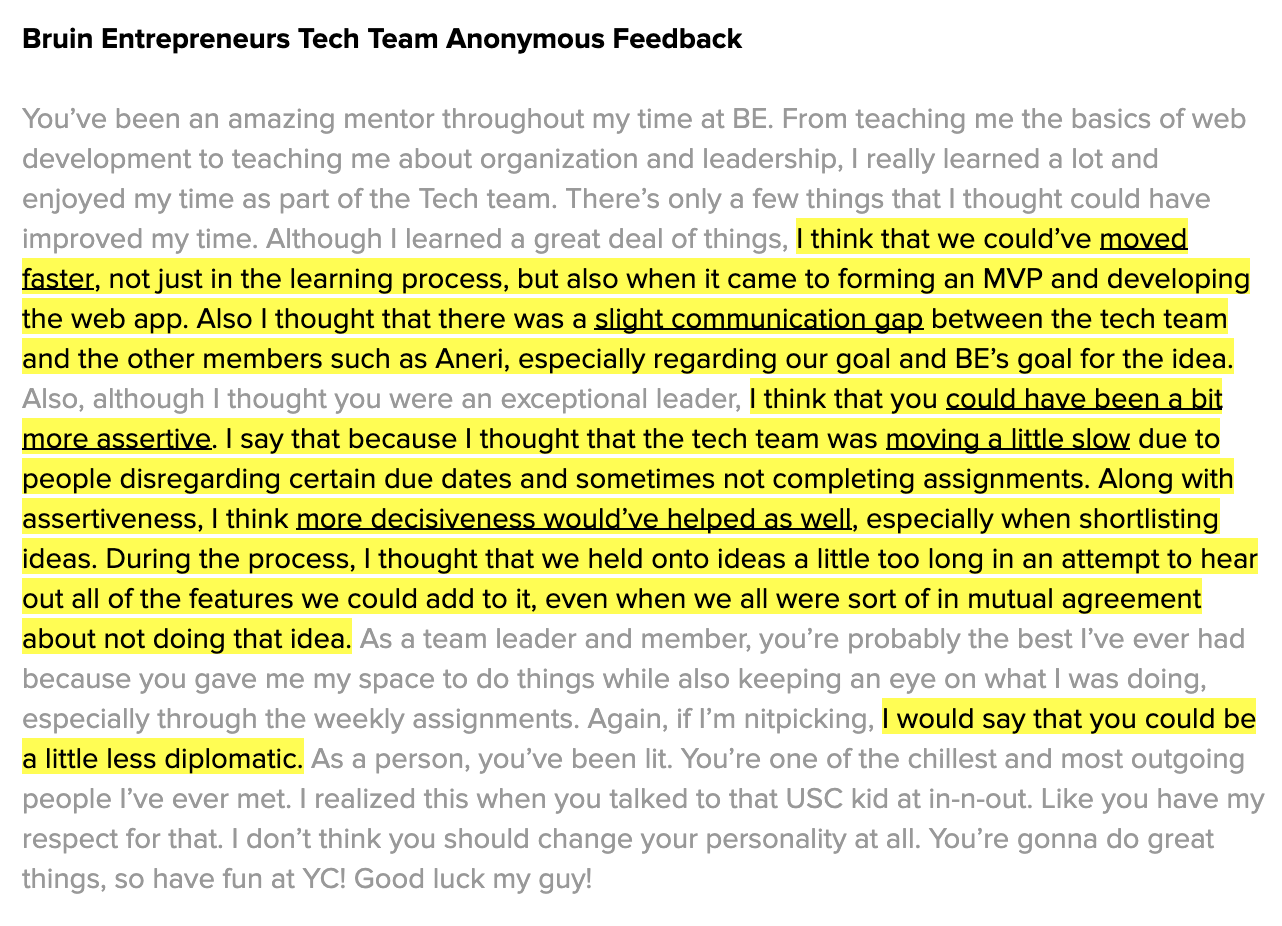 Bruin Entrepreneurs Tech Team Anonymous Feedback
You’ve been an amazing mentor throughout my time at BE. From teaching me the basics of web
development to teaching me about organization and leadership, I really learned a lot and
enjoyed my time as part of the Tech team. There’s only a few things that I thought could have
improved my time. Although I learned a great deal of things, I think that we could’ve moved
faster, not just in the learning process, but also when it came to forming an MVP and developing
the web app. Also I thought that there was a slight communication gap between the tech team
and the other members such as Aneri, especially regarding our goal and BE’s goal for the idea.
Also, although I thought you were an exceptional leader, I think that you could have been a bit
more assertive. I say that because I thought that the tech team was moving a little slow due to
people disregarding certain due dates and sometimes not completing assignments. Along with
assertiveness, I think more decisiveness would’ve helped as well, especially when shortlisting
ideas. During the process, I thought that we held onto ideas a little too long in an attempt to hear
out all of the features we could add to it, even when we all were sort of in mutual agreement
about not doing that idea. As a team leader and member, you’re probably the best I’ve ever had
because you gave me my space to do things while also keeping an eye on what I was doing,
especially through the weekly assignments. Again, if I’m nitpicking, I would say that you could be
a little less diplomatic. As a person, you’ve been lit. You’re one of the chillest and most outgoing
people I’ve ever met. I realized this when you talked to that USC kid at in-n-out. Like you have my
respect for that. I don’t think you should change your personality at all. You’re gonna do great
things, so have fun at YC! Good luck my guy!